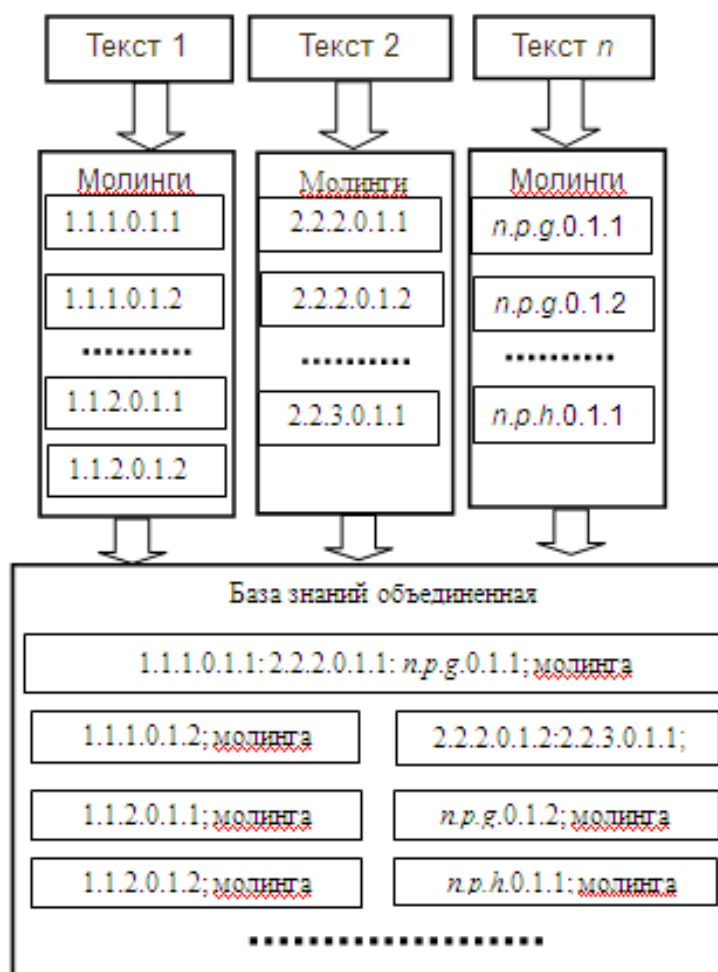 Текст 1
Текст 2
Текст n
Молинги
1.1.1.0.1.1
1.1.1.0.1.2
..........
1.1.2.0.1.1
1.1.2.0.1.2
Молинги
2.2.2.0.1.1
2.2.2.0.1.2
..........
2.2.3.0.1.1
Молинги
n.p.g.0.1.1
n.p.g.0.1.2
..........
n.p.h.0.1.1
База знаний объединенная
1.1.1.0.1.1: 2.2.2.0.1.1: n.p.g.0.1.1; молинга
1.1.1.0.1.2; молинга
2.2.2.0.1.2:2.2.3.0.1.1;
1.1.2.0.1.1; молинга
n.p.g.0.1.2; молинга
1.1.2.0.1.2; молинга
n.p.h.0.1.1; молинга
....................